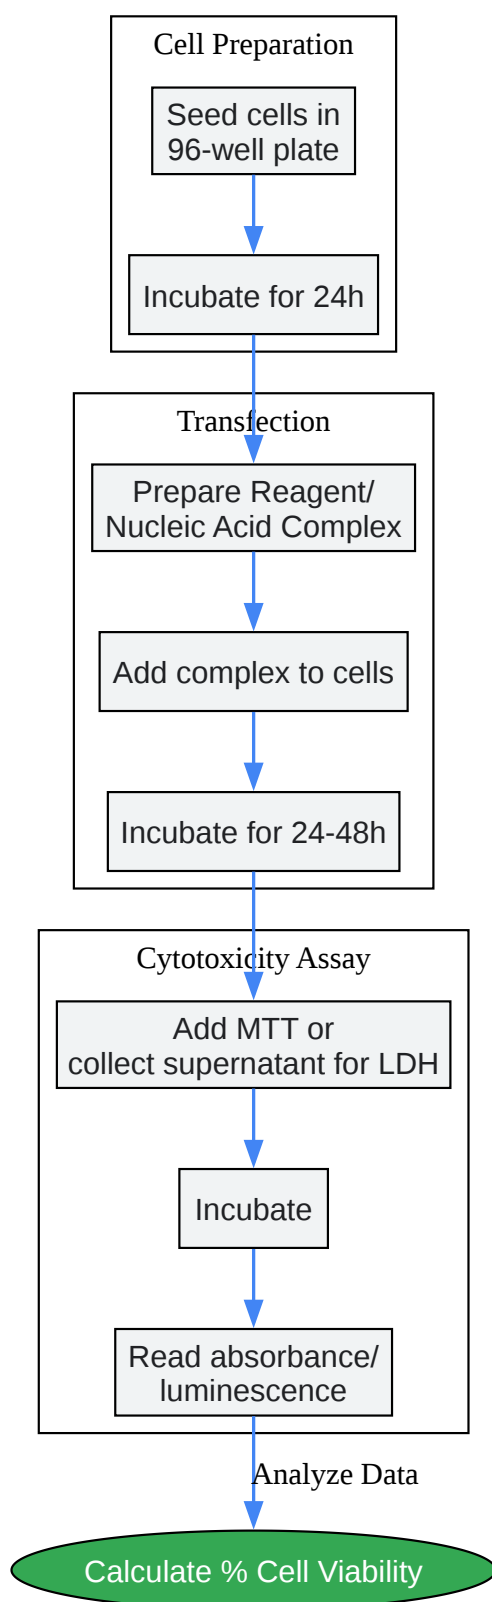 Cell Preparation
Seed cells in
96-well plate
Incubate for 24h
Transfection
Prepare Reagent/
Nucleic Acid Complex
Add complex to cells
Incubate for 24-48h
Cytotoxicity Assay
Add MTT or
collect supernatant for LDH
Incubate
Read absorbance/
luminescence
Analyze Data
Calculate % Cell Viability